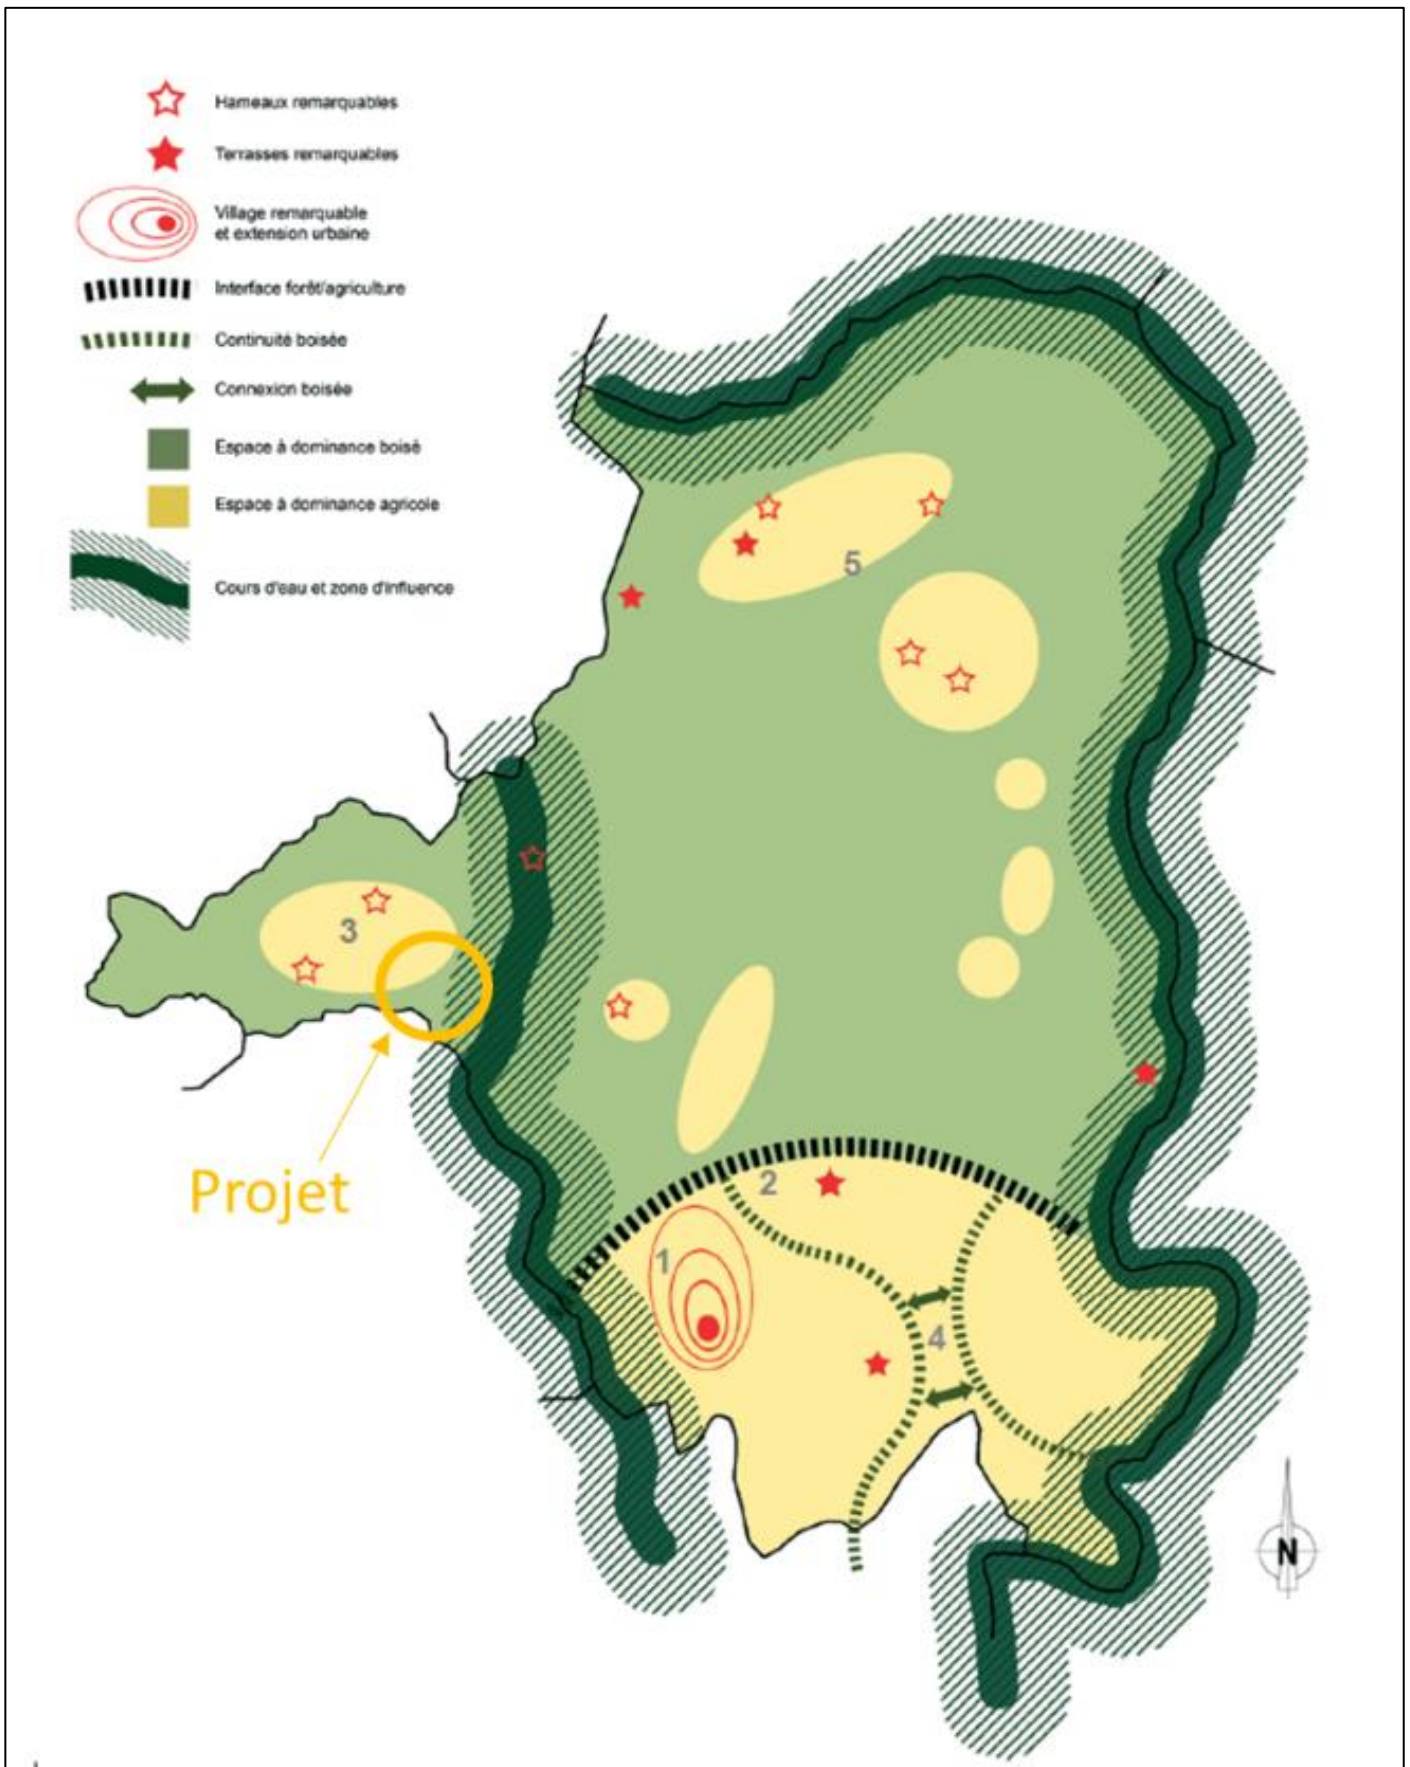 Hameaux remarquables
Terrasses remarquables
Village remarquable
et extension urbaine
Interface forêt/agriculture
Continuité boisée
Connexion boisée
Espace à dominance boisé
Espace à dominance agricole
Cours d'eau et zone d'influence
5
3
Projet
2
1
4
N